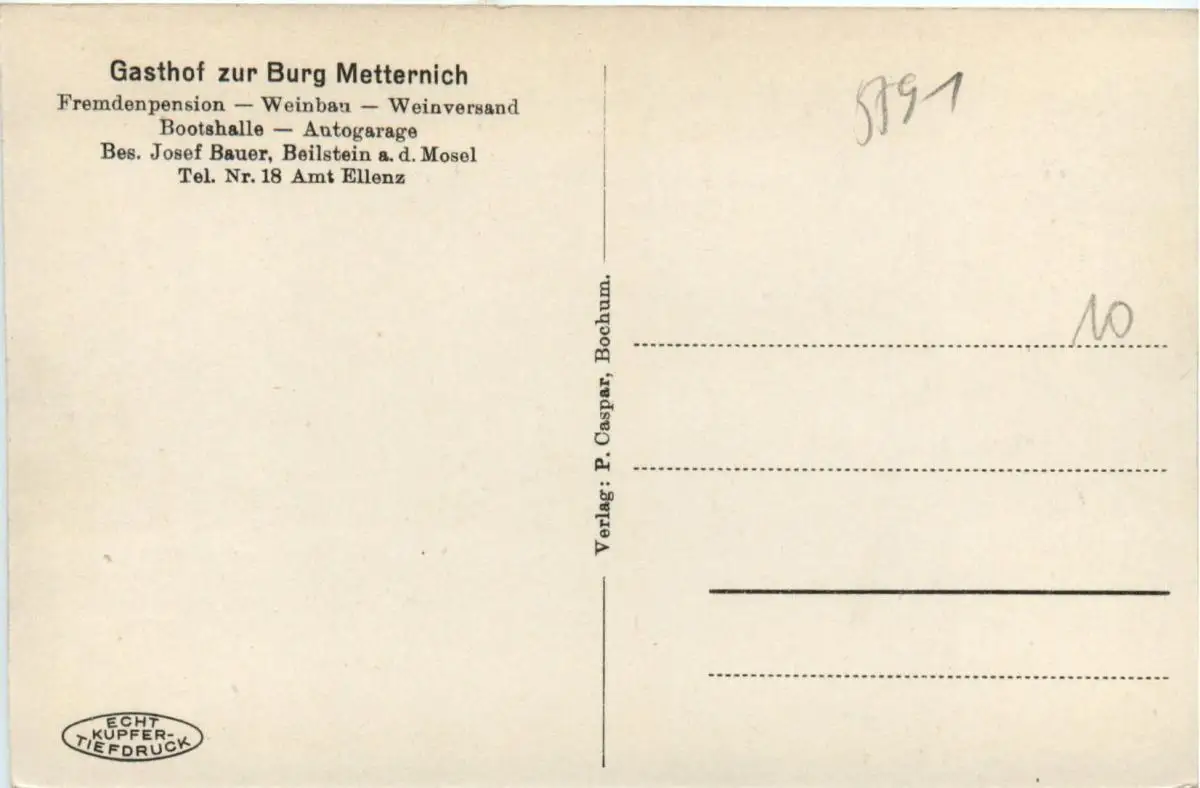 Gasthof zur Burg Metternich
Fremdenpension — Weinbau — Weinversand
Bootshalle — Autogarage
Bes. Josef Bauer, Beilstein a. d. Mosel
Tel. Nr. 18 Amt Ellenz
Verlag: P. Caspar, Bochum.
5791
10
ECHT
KUPFER-
TIEFDRUCK